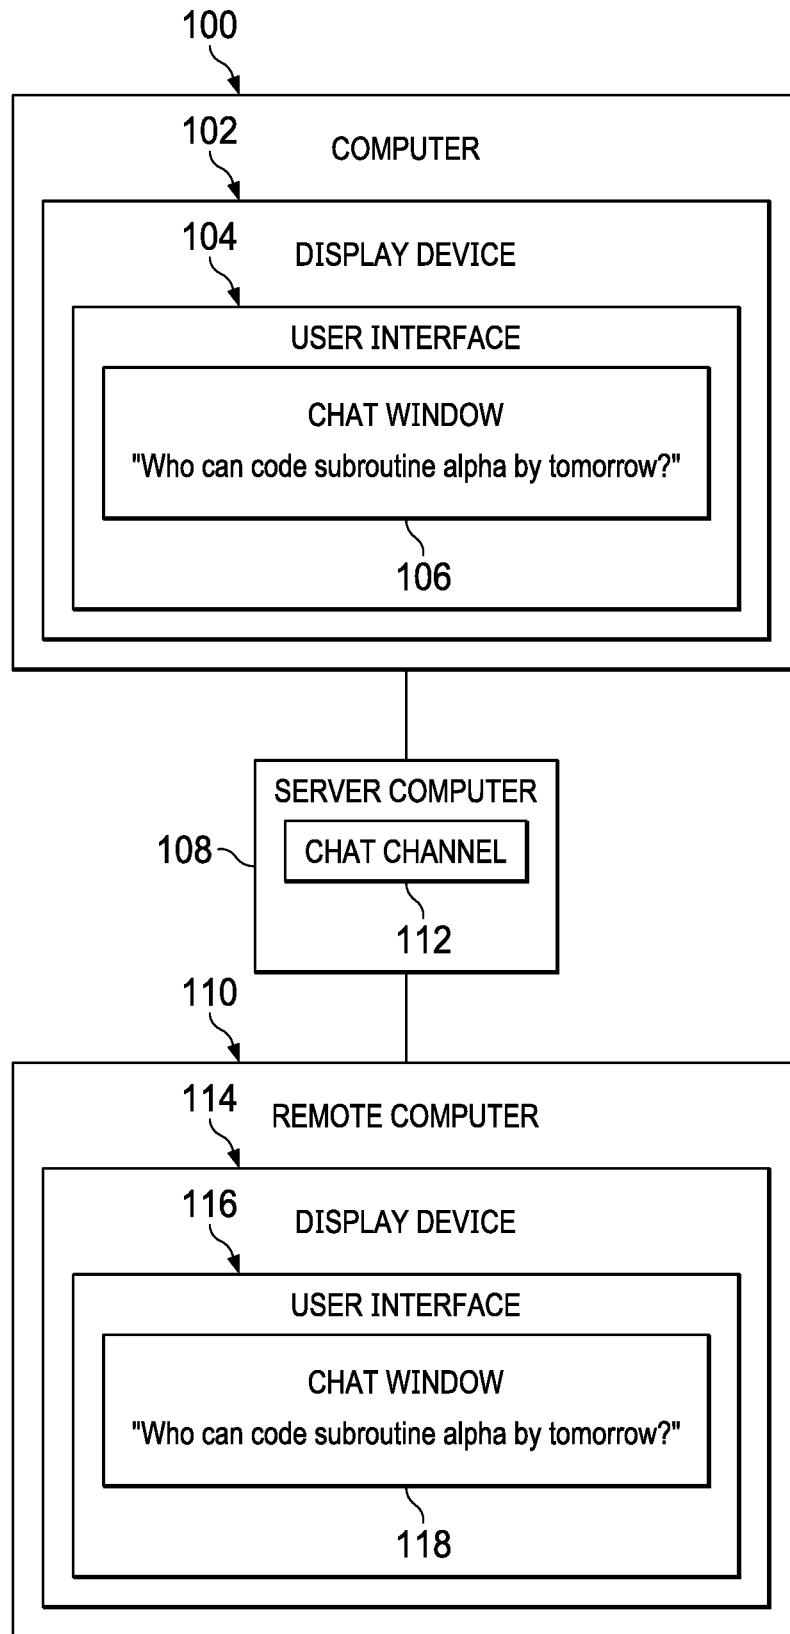 100
COMPUTER
102
DISPLAY DEVICE
104
USER INTERFACE
CHAT WINDOW
"Who can code subroutine alpha by tomorrow?"
106
SERVER COMPUTER
108
CHAT CHANNEL
112
110
REMOTE COMPUTER
114
DISPLAY DEVICE
116
USER INTERFACE
CHAT WINDOW
"Who can code subroutine alpha by tomorrow?"
118